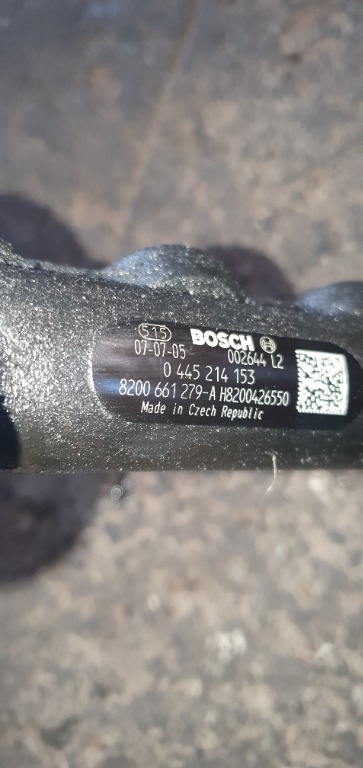 515 BOSCH
07-07-05 002644 L2
0 445 214 153
8200 661 279-A H8200426550
Made in Czech Republic